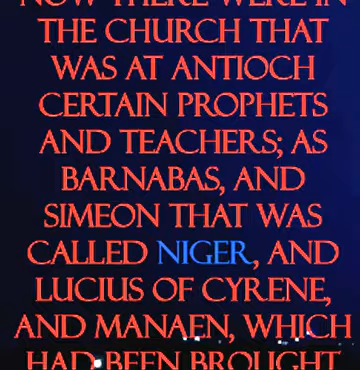 NOW THERE WERE IN
THE CHURCH THAT
WAS AT ANTIOCH
CERTAIN PROPHETS
AND TEACHERS; AS
BARNABAS, AND
SIMEON THAT WAS
CALLED NIGER, AND
LUCIUS OF CYRENE,
AND MANAEN, WHICH
HAD BEEN BROUGHT